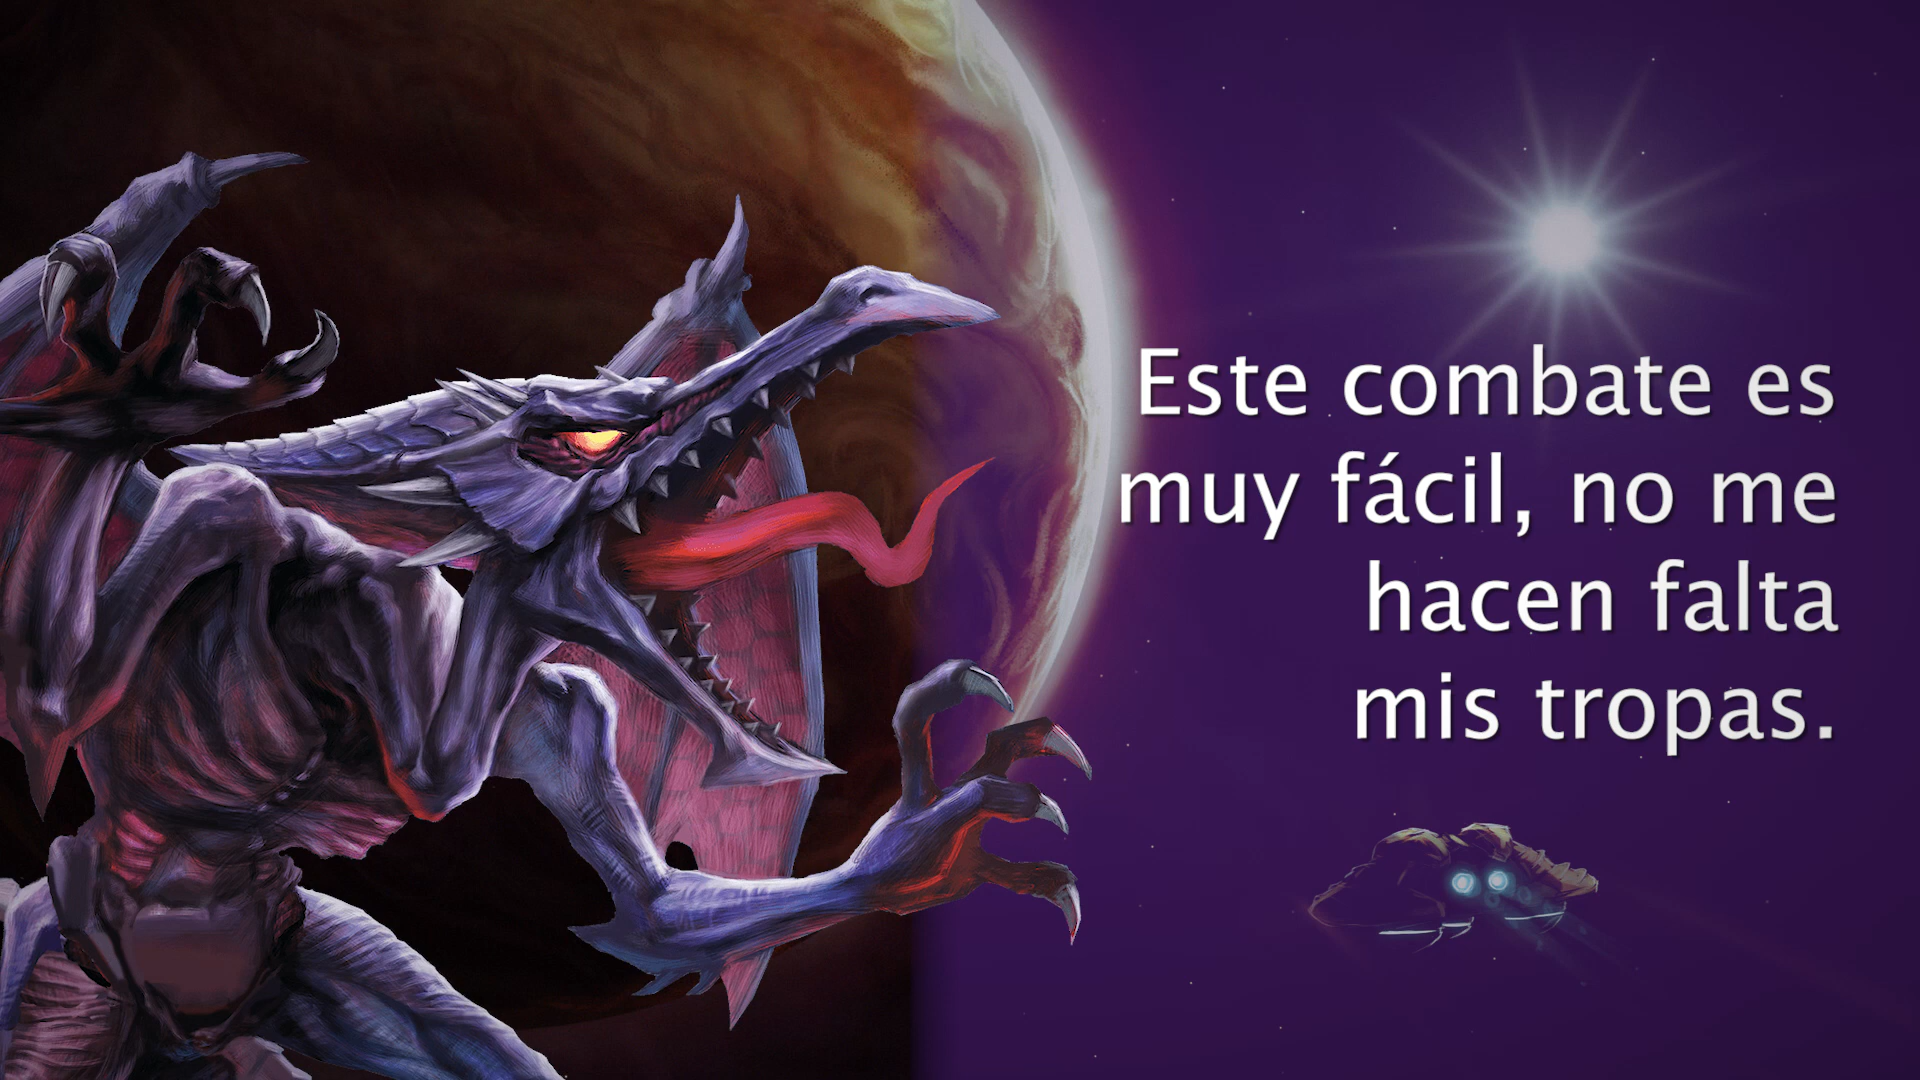 Este combate es
muy fácil, no me
hacen falta
mis tropas.